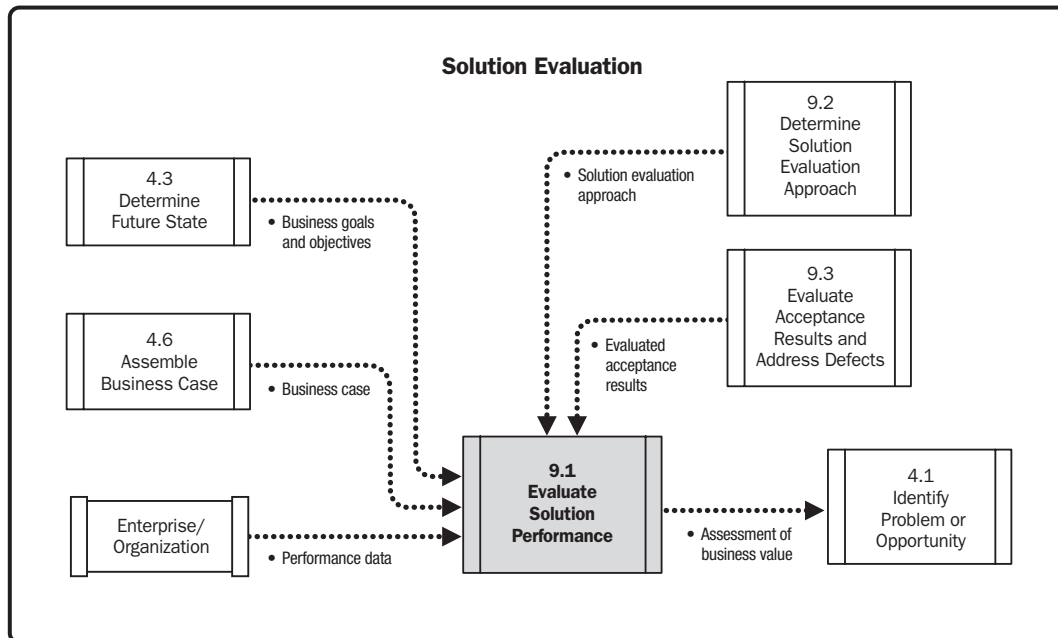 Solution Evaluation
4.3
Determine
Future State
• Business goals
and objectives
4.6
Assemble
Business Case
• Business case
Enterprise/
Organization
• Performance data
9.2
Determine
Solution
Evaluation
Approach
• Solution evaluation
approach
9.3
Evaluate
Acceptance
Results and
Address Defects
• Evaluated
acceptance
results
9.1
Evaluate
Solution
Performance
• Assessment of
business value
4.1
Identify
Problem or
Opportunity